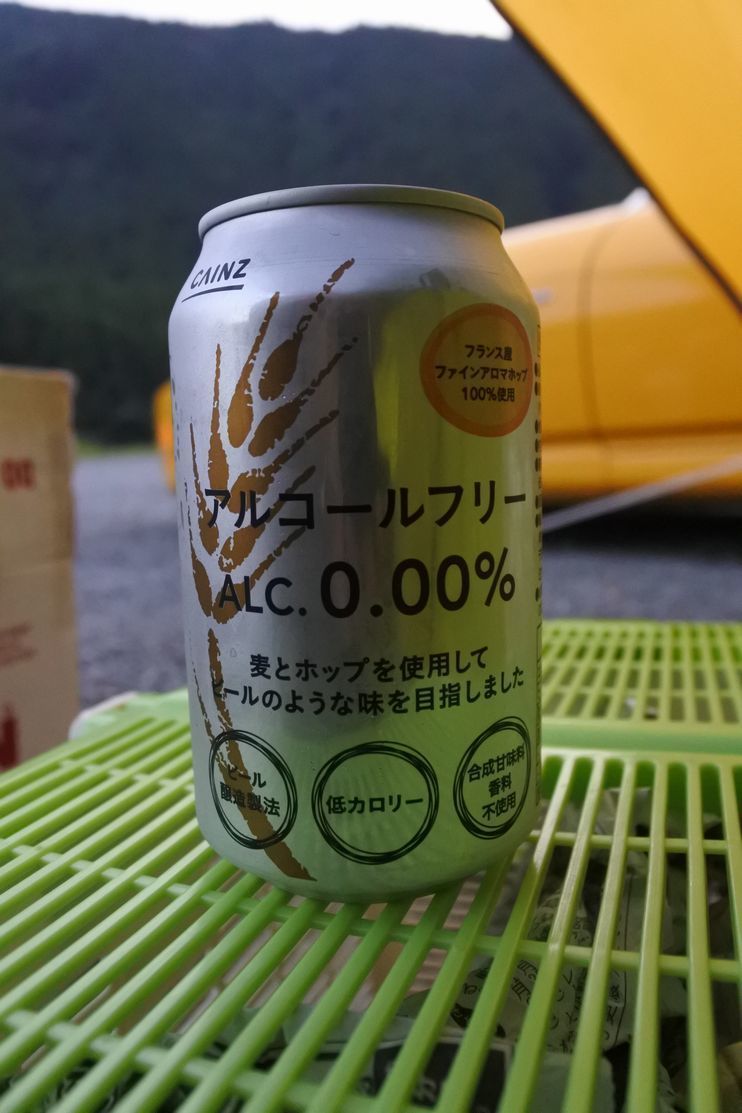 CAINZ
フランス産
ファインアロマホップ
100%使用
アルコールフリー
ALC. 0.00%
麦とホップを使用して
ビールのような味を目指しました
ビール
醸造製法
低カロリー
合成甘味料
香料
不使用